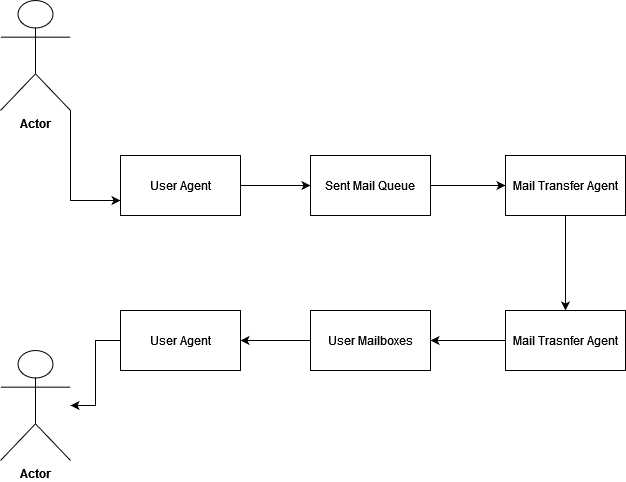 Actor
User Agent
Sent Mail Queue
Mail Transfer Agent
User Agent
User Mailboxes
Mail Trasnfer Agent
Actor